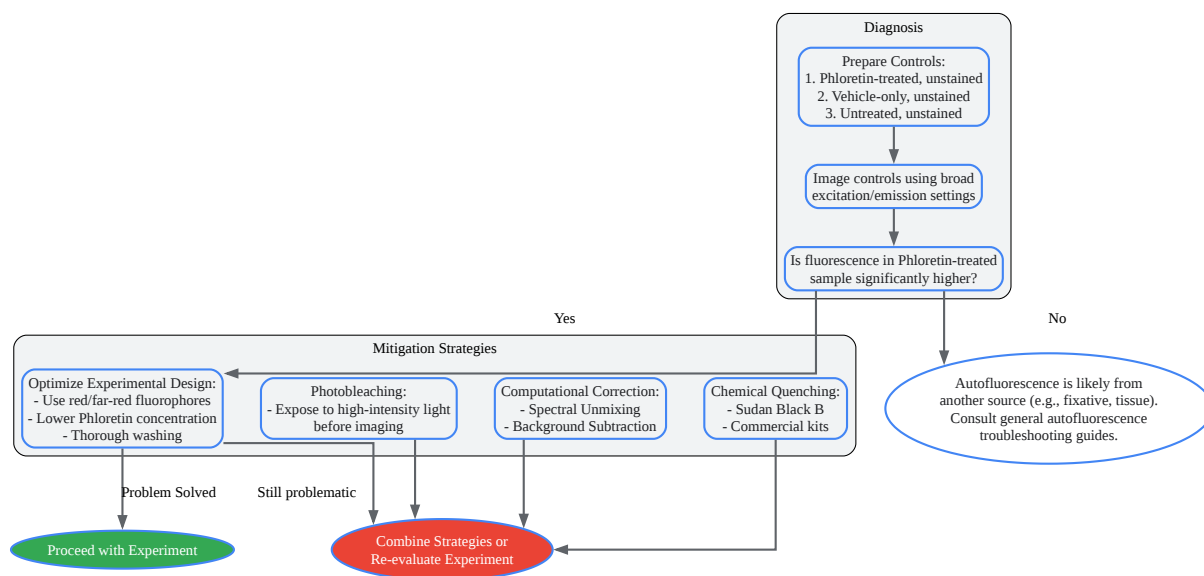 Diagnosis
Prepare Controls:
1. Phloretin-treated, unstained
2. Vehicle-only, unstained
3. Untreated, unstained
Image controls using broad
excitation/emission settings
Is fluorescence in Phloretin-treated
sample significantly higher?
Yes
No
Mitigation Strategies
Optimize Experimental Design:
- Use red/far-red fluorophores
- Lower Phloretin concentration
- Thorough washing
Photobleaching:
- Expose to high-intensity light
before imaging
Computational Correction:
- Spectral Unmixing
- Background Subtraction
Chemical Quenching:
- Sudan Black B
- Commercial kits
Autofluorescence is likely from
another source (e.g., fixative, tissue).
Consult general autofluorescence
troubleshooting guides.
Problem Solved
Still problematic
Proceed with Experiment
Combine Strategies or
Re-evaluate Experiment